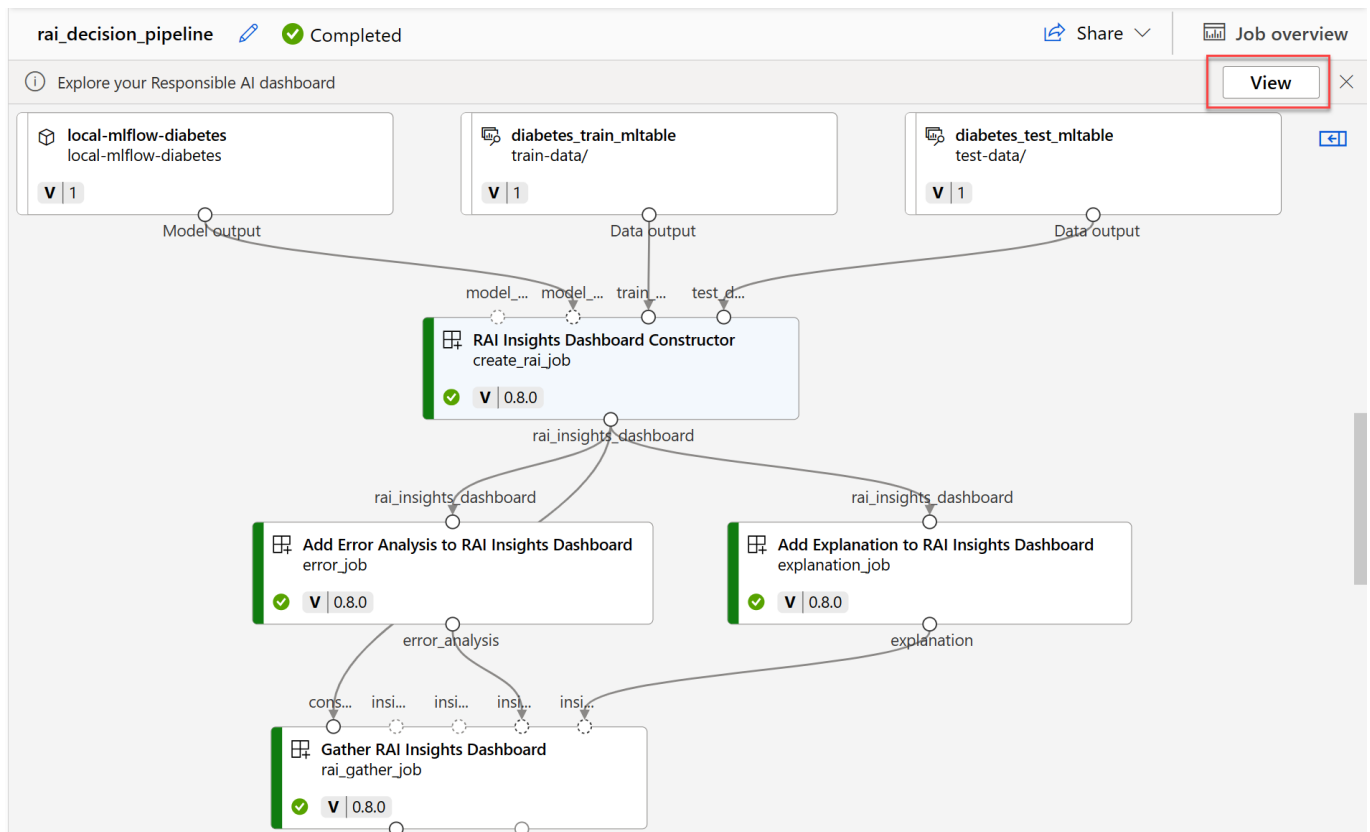 rai_decision_pipeline Completed Share Job overview
Explore your Responsible AI dashboard View
local-mlflow-diabetes
local-mlflow-diabetes
V 1
Model output
diabetes_train_mltable
train-data/
V 1
Data output
diabetes_test_mltable
test-data/
V 1
Data output
model_... model_... train_... test_d...
RAI Insights Dashboard Constructor
create_rai_job
V 0.8.0
rai_insights_dashboard
rai_insights_dashboard
Add Error Analysis to RAI Insights Dashboard
error_job
V 0.8.0
error_analysis
rai_insights_dashboard
Add Explanation to RAI Insights Dashboard
explanation_job
V 0.8.0
explanation
cons... insi... insi... insi... insi...
Gather RAI Insights Dashboard
rai_gather_job
V 0.8.0